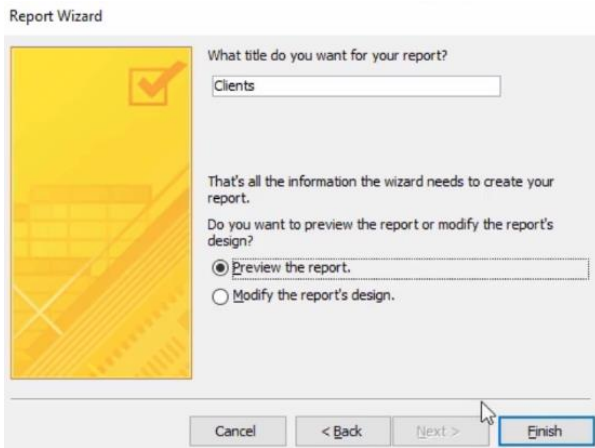 Report Wizard
What title do you want for your report?
Clients
That's all the information the wizard needs to create your
report.
Do you want to preview the report or modify the report's
design?
Preview the report.
Modify the report's design.
Cancel
< Back
Next >
Finish